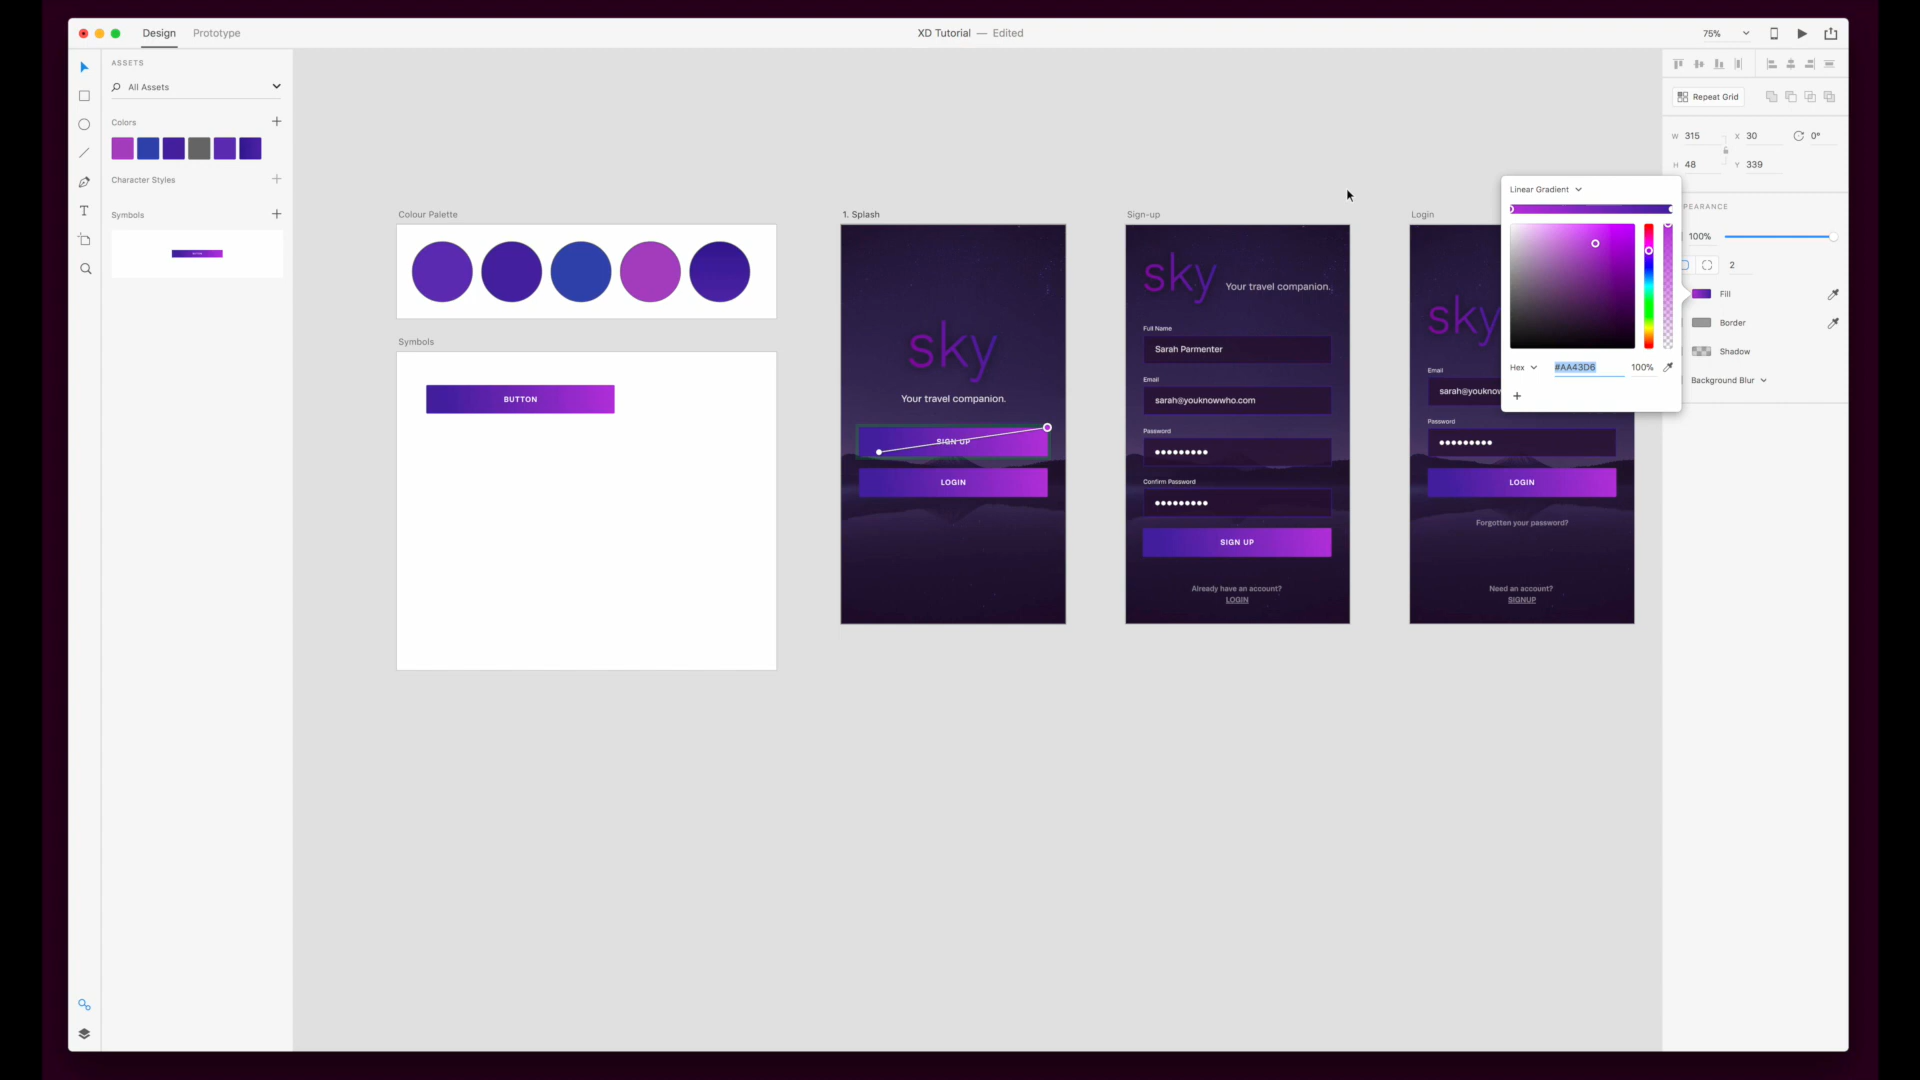 Design
Prototype
XD Tutorial — Edited
75%
ASSETS
All Assets
Colors
Character Styles
Symbols
Colour Palette
Symbols
BUTTON
1. Splash
sky
Your travel companion.
SIGN UP
LOGIN
Sign-up
sky
Your travel companion.
Full Name
Sarah Parmenter
Email
sarah@youknowwho.com
Password
Confirm Password
SIGN UP
Already have an account?
LOGIN
Login
sky
Email
sarah@youknow
Password
LOGIN
Forgotten your password?
Need an account?
SIGNUP
Linear Gradient
Hex
#AA43D6
100%
Repeat Grid
W 315
X 30
0°
H 48
Y 339
PEARANCE
100%
2
Fill
Border
Shadow
Background Blur